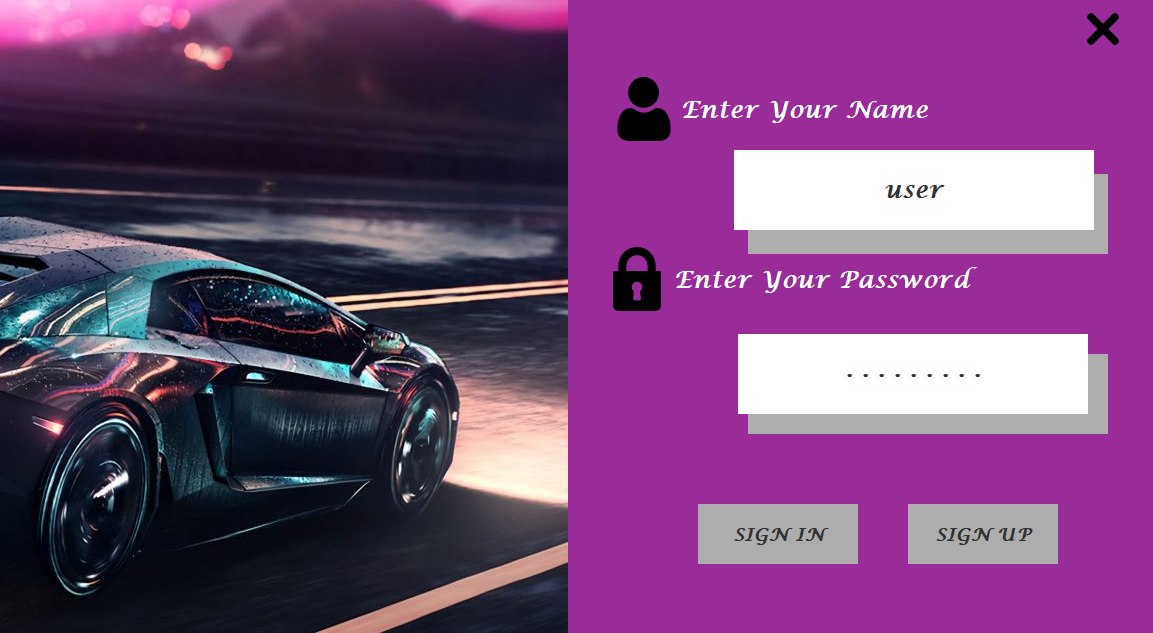 Enter Your Name
user
Enter Your Password
.........
SIGN IN
SIGN UP